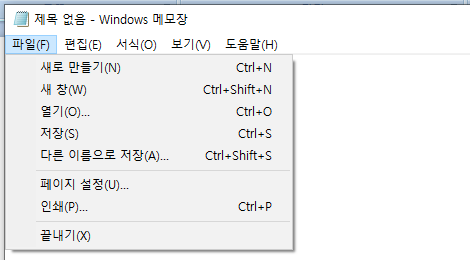 제목 없음 - Windows 메모장
파일(F) 편집(E) 서식(O) 보기(V) 도움말(H)
새로 만들기(N) Ctrl+N
새 창(W) Ctrl+Shift+N
열기(O)... Ctrl+O
저장(S) Ctrl+S
다른 이름으로 저장(A)... Ctrl+Shift+S
페이지 설정(U)...
인쇄(P)... Ctrl+P
끝내기(X)